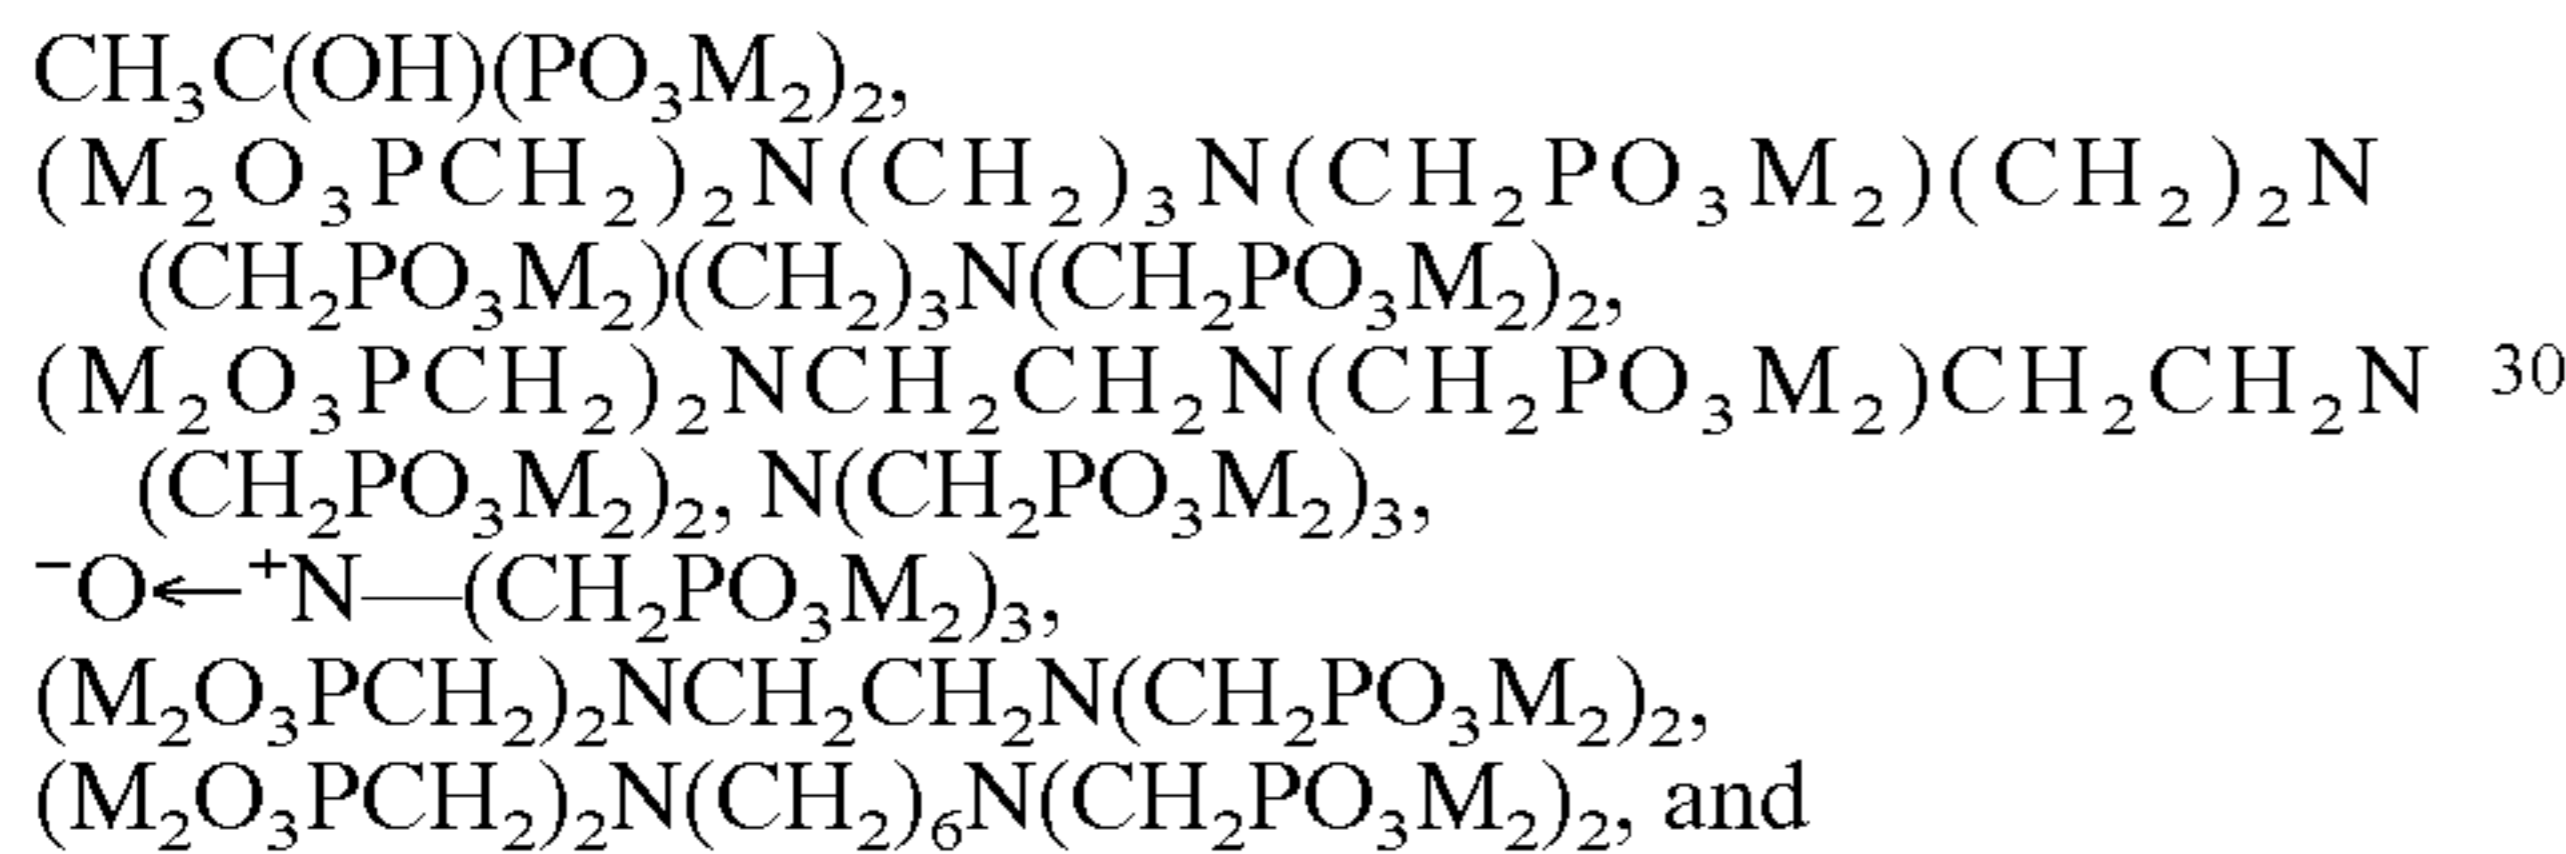 CH₃C(OH)(PO₃M₂)₂,
(M₂O₃PCH₂)₂N(CH₂)₃N(CH₂PO₃M₂)(CH₂)₂N
(CH₂PO₃M₂)(CH₂)₃N(CH₂PO₃M₂)₂,
(M₂O₃PCH₂)₂NCH₂CH₂N(CH₂PO₃M₂)CH₂CH₂N 30
(CH₂PO₃M₂)₂, N(CH₂PO₃M₂)₃,
⁻O←⁺N—(CH₂PO₃M₂)₃,
(M₂O₃PCH₂)₂NCH₂CH₂N(CH₂PO₃M₂)₂,
(M₂O₃PCH₂)₂N(CH₂)₆N(CH₂PO₃M₂)₂, and